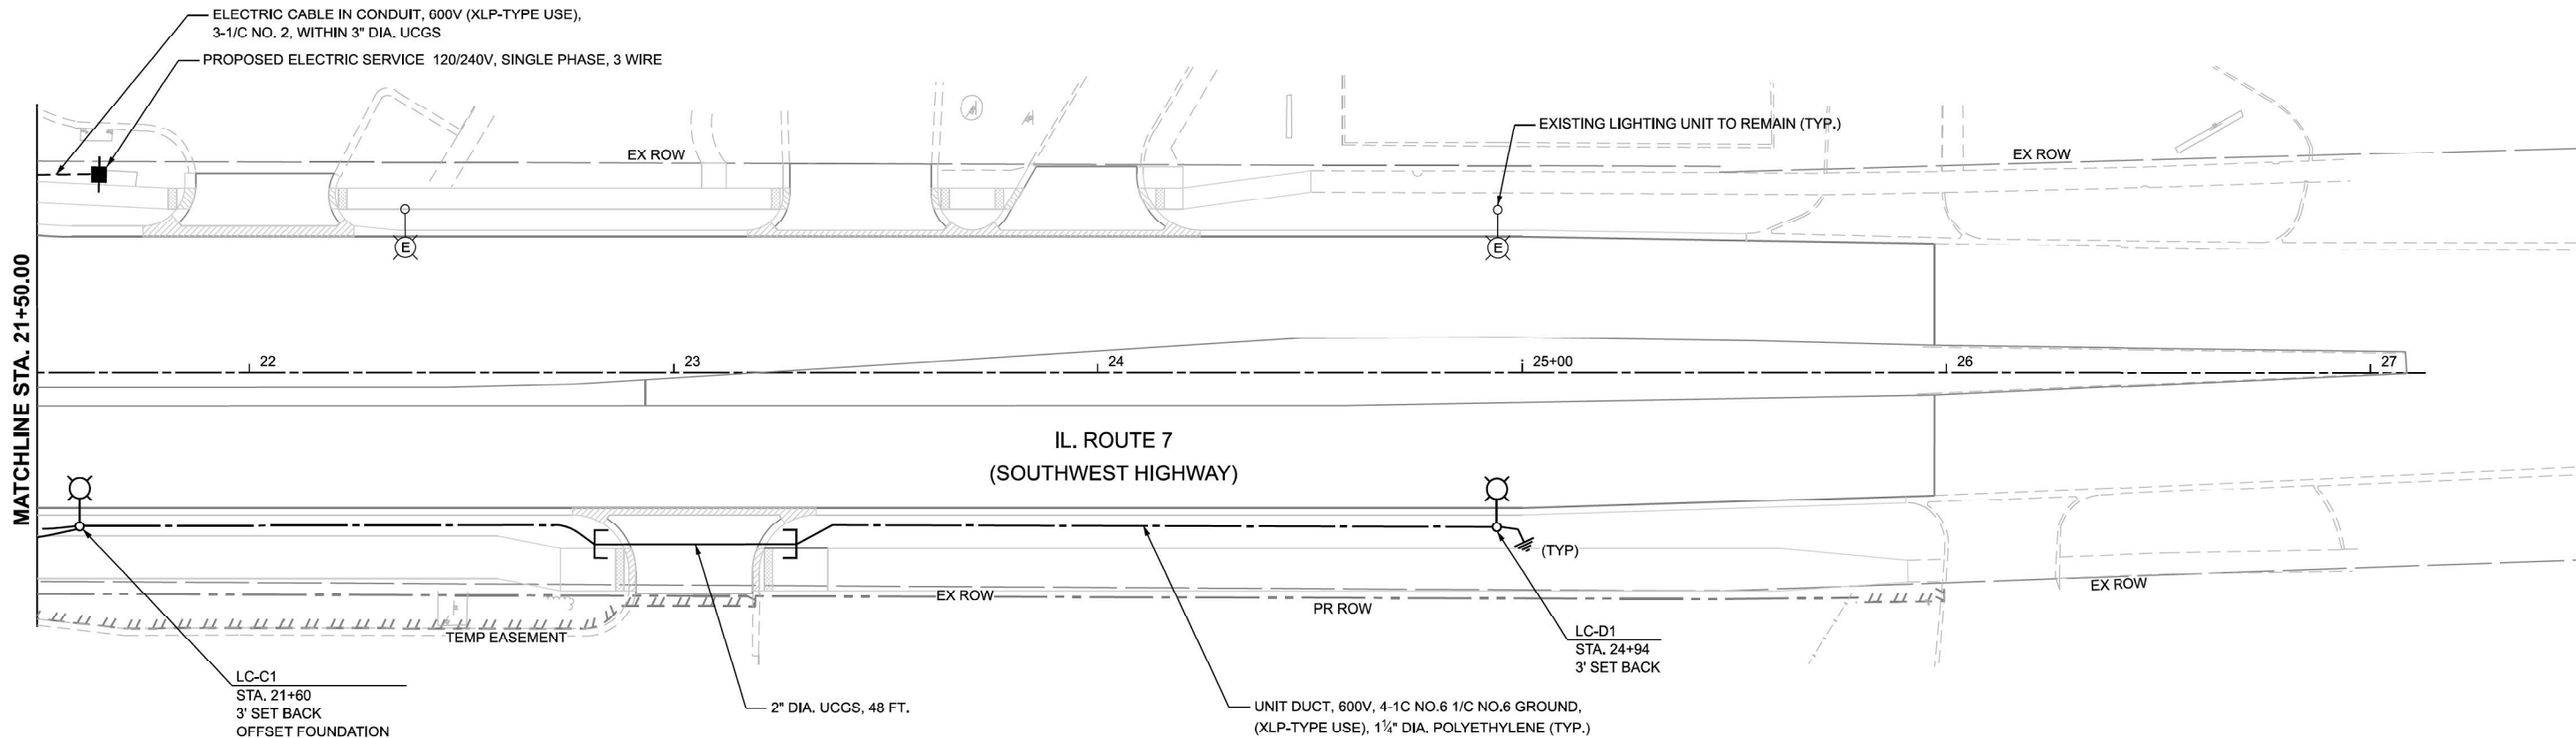 ELECTRIC CABLE IN CONDUIT, 600V (XLP-TYPE USE),
3-1/C NO. 2, WITHIN 3" DIA. UCGS
PROPOSED ELECTRIC SERVICE 120/240V, SINGLE PHASE, 3 WIRE
EXISTING LIGHTING UNIT TO REMAIN (TYP.)
EX ROW
EX ROW
E
E
MATCHLINE STA. 21+50.00
22
23
24
25+00
26
27
IL. ROUTE 7
(SOUTHWEST HIGHWAY)
(TYP)
EX ROW
PR ROW
EX ROW
TEMP EASEMENT
LC-C1
STA. 21+60
3' SET BACK
OFFSET FOUNDATION
2" DIA. UCGS, 48 FT.
UNIT DUCT, 600V, 4-1C NO.6 1/C NO.6 GROUND,
(XLP-TYPE USE), 1¼" DIA. POLYETHYLENE (TYP.)
LC-D1
STA. 24+94
3' SET BACK